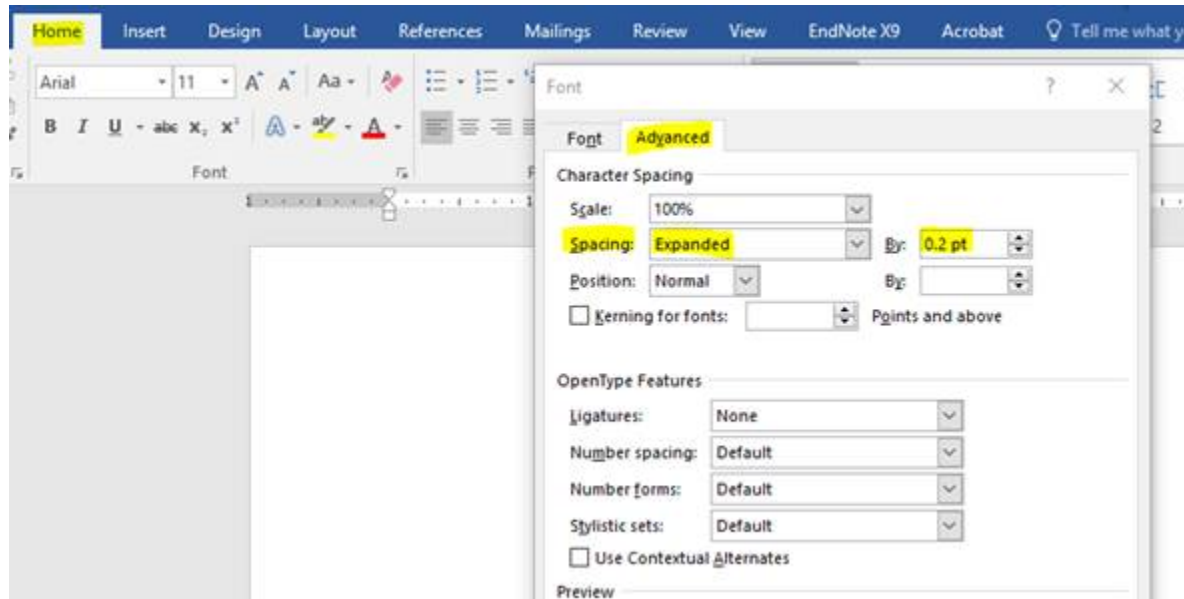 Home Insert Design Layout References Mailings Review View EndNote X9 Acrobat Tell me what y
Arial 11 A A Aa
Font ? ×
B I U abc x₂ x² A aby A
Font Advanced
Font
Character Spacing
Scale: 100%
Spacing: Expanded By: 0.2 pt
Position: Normal By:
Kerning for fonts: Points and above
OpenType Features
Ligatures: None
Number spacing: Default
Number forms: Default
Stylistic sets: Default
Use Contextual Alternates
Preview